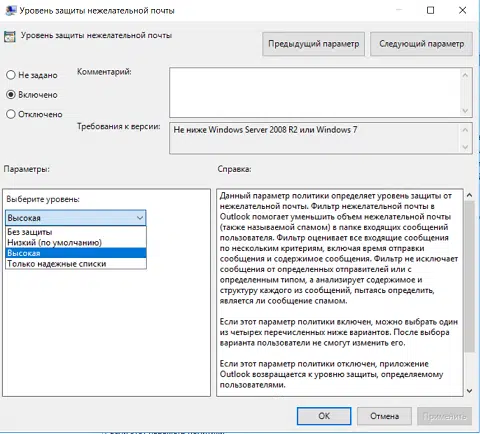 Уровень защиты нежелательной почты
Уровень защиты нежелательной почты
Предыдущий параметр
Следующий параметр
Не задано
Включено
Отключено
Комментарий:
Требования к версии:
Не ниже Windows Server 2008 R2 или Windows 7
Параметры:
Справка:
Выберите уровень:
Высокая
Без защиты
Низкий (по умолчанию)
Высокая
Только надежные списки
Данный параметр политики определяет уровень защиты от
нежелательной почты. Фильтр нежелательной почты в
Outlook помогает уменьшить объем нежелательной почты
(также называемой спамом) в папке входящих сообщений
пользователя. Фильтр оценивает все входящие сообщения
по нескольким критериям, включая время отправки
сообщения и содержимое сообщения. Фильтр не исключает
сообщения от определенных отправителей или с
определенным типом, а анализирует содержимое и
структуру каждого из сообщений, пытаясь определить,
является ли сообщение спамом.
Если этот параметр политики включен, можно выбрать один
из четырех перечисленных ниже вариантов. После выбора
варианта пользователи не смогут изменить его.
Если этот параметр политики отключен, приложение
Outlook возвращается к уровню защиты, определяемому
пользователями.
ОК
Отмена
Применить